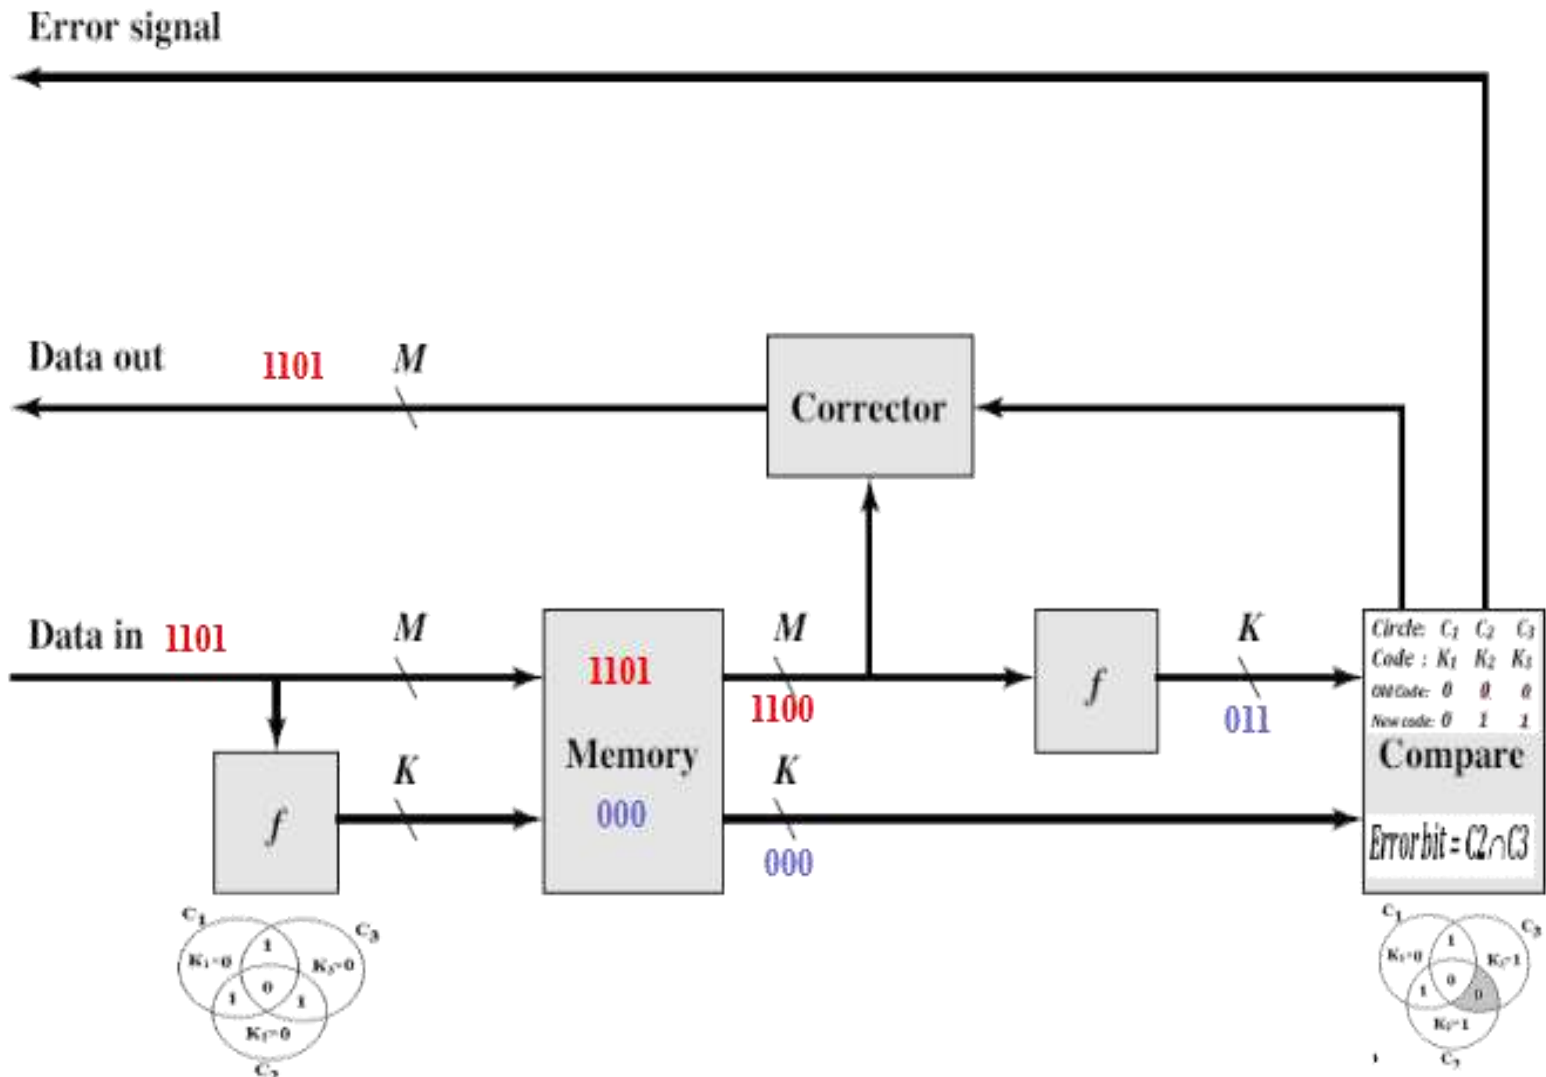 Error signal
Data out 1101 M
Corrector
Data in 1101 M
1101
M
1100
f
K
011
Circle: C1 C2 C3
Code : K1 K2 K3
Old Code: 0 0 0
New code: 0 1 1
Compare
Error bit = C2∩C3
f
K
Memory
000
K
000
C1
C3
1
K1=0
K3=0
0
1
1
K2=0
C2
C1
C3
1
K1=0
K3=1
0
1
0
K2=1
C2